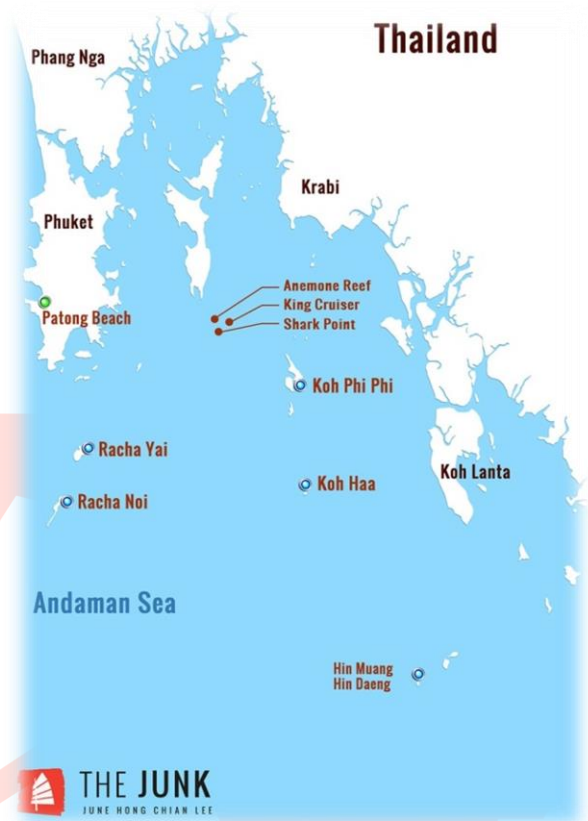 Thailand
Phang Nga
Krabi
Phuket
Anemone Reef
King Cruiser
Shark Point
Patong Beach
Koh Phi Phi
Racha Yai
Koh Lanta
Koh Haa
Racha Noi
Andaman Sea
Hin Muang
Hin Daeng
THE JUNK
JUNE HONG CHIAN LEE